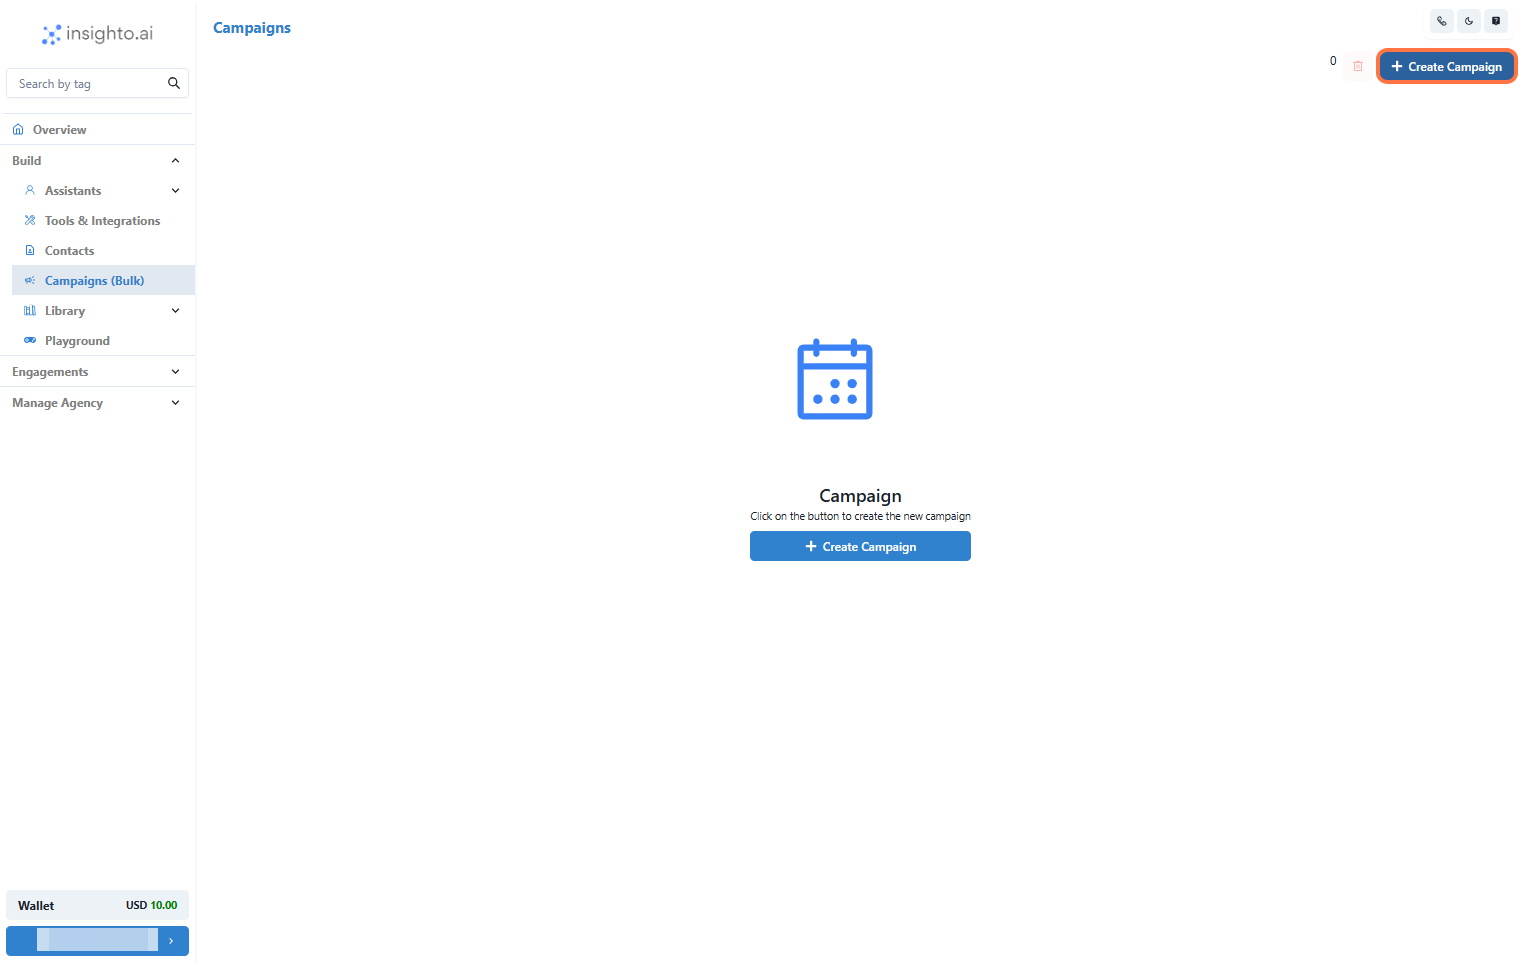 insighto.ai
Search by tag
Overview
Build
Assistants
Tools & Integrations
Contacts
Campaigns (Bulk)
Library
Playground
Engagements
Manage Agency
Wallet USD 10.00
Campaigns
0
Create Campaign
Campaign
Click on the button to create the new campaign
Create Campaign